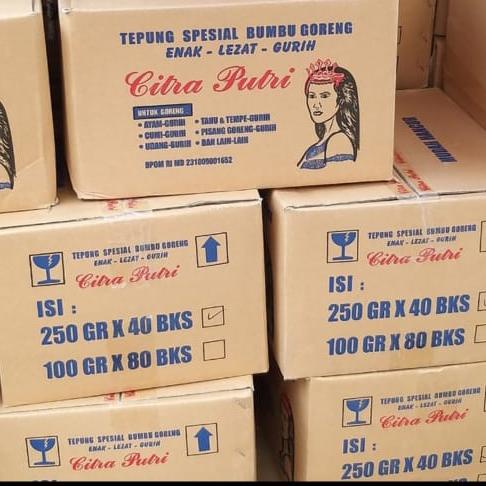 TEPUNG SPESIAL BUMBU GORENG
ENAK - LEZAT - GURIH
Citra Putri
UNTUK GORENG
• AYAM-GURIH
• CUMI-GURIH
• UDANG-GURIH
• TAHU & TEMPE-GURIH
• PISANG GORENG-GURIH
• DAN LAIN-LAIN
BPOM RI MD 231009001652
TEPUNG SPESIAL BUMBU GORENG
ENAK - LEZAT - GURIH
Citra Putri
ISI :
250 GR X 40 BKS
100 GR X 80 BKS
TEPUNG SPESIAL BUMBU GORENG
ENAK - LEZAT - GURIH
Citra Putri
ISI :
250 GR X 40 BKS
100 GR X 80 BKS
TEPUNG SPESIAL BUMBU GORENG
ENAK - LEZAT - GURIH
Citra Putri
TEPUNG SPESIAL BUMBU GORENG
ENAK - LEZAT - GURIH
Citra Putri
ISI :
250 GR X 40 BKS